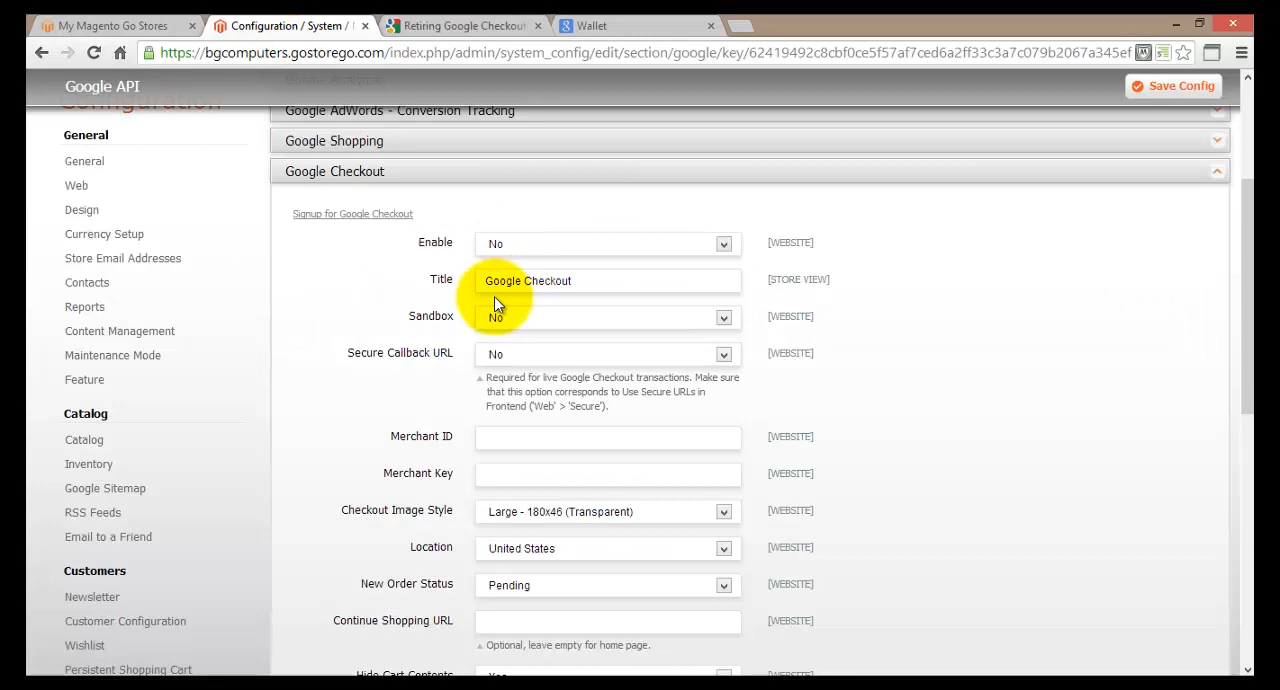 My Magento Go Stores
Configuration / System /
Retiring Google Checkout
Wallet
https://bgcomputers.gostorego.com/index.php/admin/system_config/edit/section/google/key/62419492c8cbf0ce5f57af7ced6a2ff33c3a7c079b2067a345ef
Google API
Save Config
Configuration
Google AdWords - Conversion Tracking
General
Google Shopping
General
Google Checkout
Web
Design
Signup for Google Checkout
Currency Setup
Enable No [WEBSITE]
Store Email Addresses
Title Google Checkout [STORE VIEW]
Contacts
Reports
Sandbox No [WEBSITE]
Content Management
Maintenance Mode
Secure Callback URL No [WEBSITE]
Feature
Required for live Google Checkout transactions. Make sure
that this option corresponds to Use Secure URLs in
Frontend ('Web' > 'Secure').
Catalog
Catalog
Merchant ID [WEBSITE]
Inventory
Merchant Key [WEBSITE]
Google Sitemap
RSS Feeds
Checkout Image Style Large - 180x46 (Transparent) [WEBSITE]
Email to a Friend
Location United States [WEBSITE]
Customers
New Order Status Pending [WEBSITE]
Newsletter
Customer Configuration
Continue Shopping URL [WEBSITE]
Wishlist
Optional, leave empty for home page.
Persistent Shopping Cart
Hide Cart Contents Yes